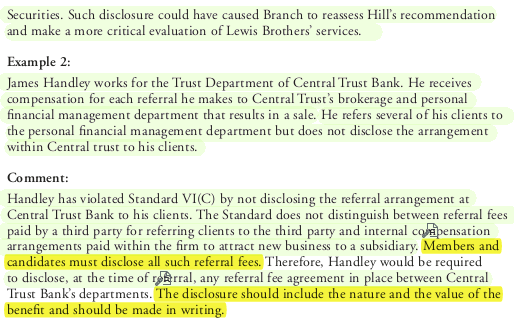 Securities. Such disclosure could have caused Branch to reassess Hill's recommendation
and make a more critical evaluation of Lewis Brothers' services.
Example 2:
James Handley works for the Trust Department of Central Trust Bank. He receives
compensation for each referral he makes to Central Trust's brokerage and personal
financial management department that results in a sale. He refers several of his clients to
the personal financial management department but does not disclose the arrangement
within Central trust to his clients.
Comment:
Handley has violated Standard VI(C) by not disclosing the referral arrangement at
Central Trust Bank to his clients. The Standard does not distinguish between referral fees
paid by a third party for referring clients to the third party and internal compensation
arrangements paid within the firm to attract new business to a subsidiary. Members and
candidates must disclose all such referral fees. Therefore, Handley would be required
to disclose, at the time of referral, any referral fee agreement in place between Central
Trust Bank's departments. The disclosure should include the nature and the value of the
benefit and should be made in writing.